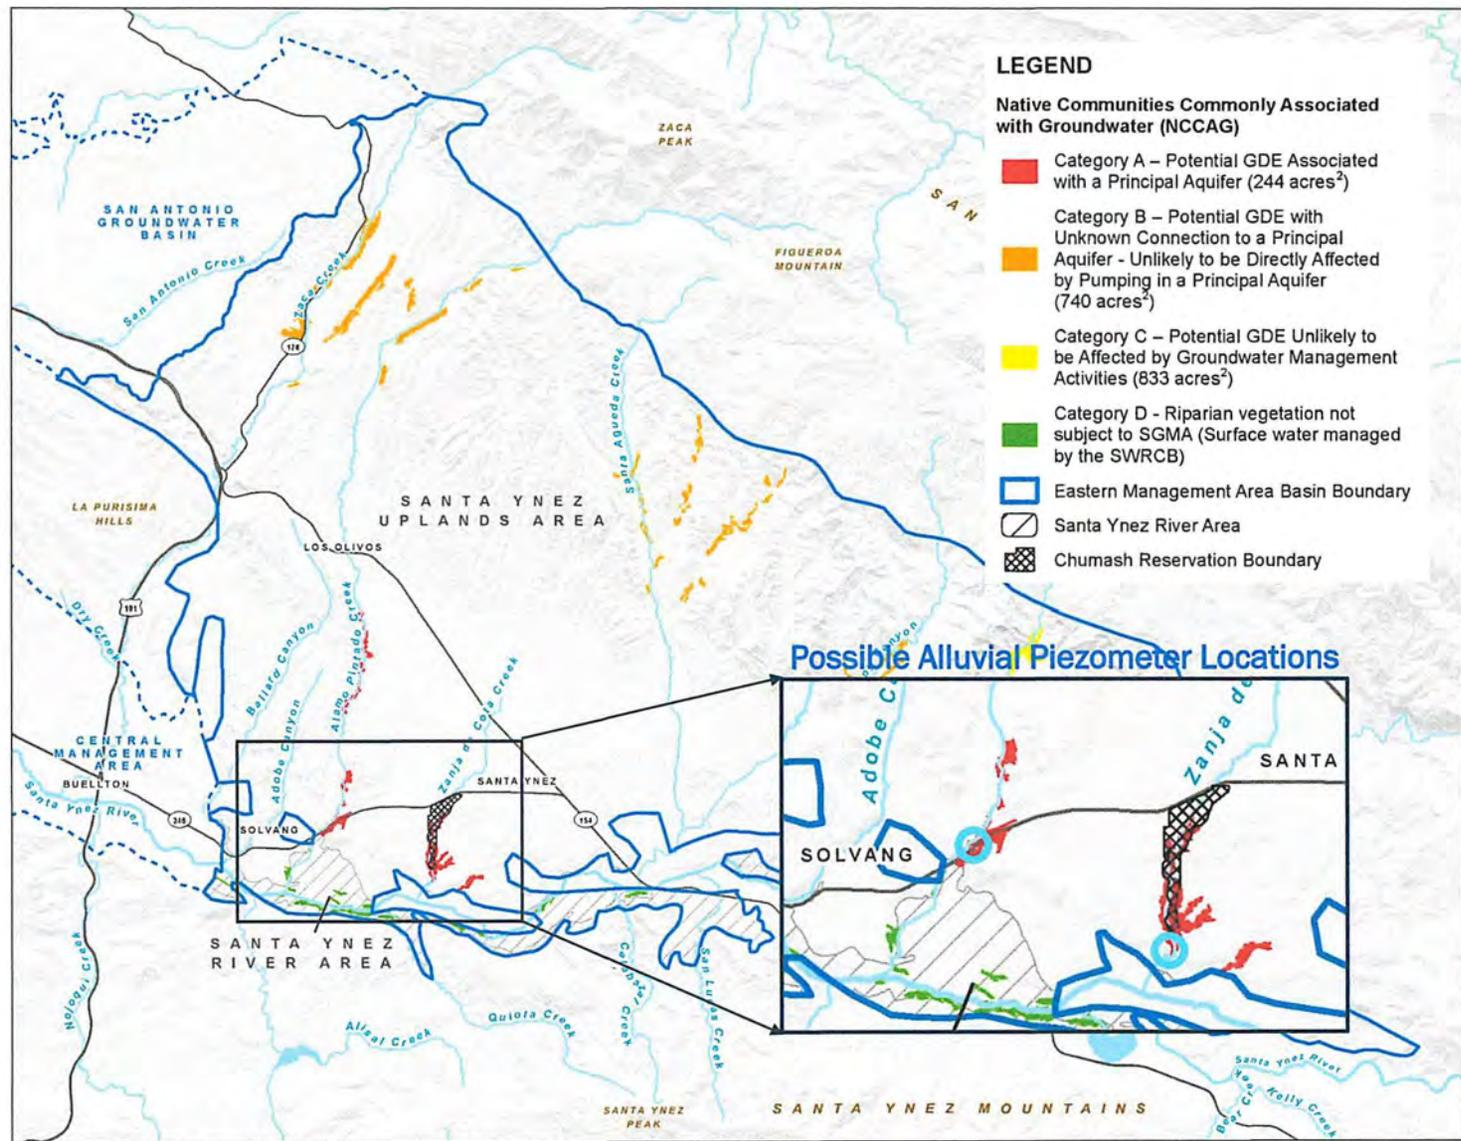 LEGEND
Native Communities Commonly Associated
with Groundwater (NCCAG)
Category A – Potential GDE Associated
with a Principal Aquifer (244 acres²)
Category B – Potential GDE with
Unknown Connection to a Principal
Aquifer - Unlikely to be Directly Affected
by Pumping in a Principal Aquifer
(740 acres²)
Category C – Potential GDE Unlikely to
be Affected by Groundwater Management
Activities (833 acres²)
Category D - Riparian vegetation not
subject to SGMA (Surface water managed
by the SWRCB)
Eastern Management Area Basin Boundary
Santa Ynez River Area
Chumash Reservation Boundary
ZACA
PEAK
SAN
SAN ANTONIO
GROUNDWATER
BASIN
San Antonio Creek
Zaca Creek
FIGUEROA
MOUNTAIN
Santa Agueda Creek
LA PURISIMA
HILLS
SANTA YNEZ
UPLANDS AREA
LOS OLIVOS
101
Dry Creek
Ballard Canyon
Alamo Pintado Creek
Adobe Canyon
Zanja de Cota Creek
CENTRAL
MANAGEMENT
AREA
BUELLTON
Santa Ynez River
246
SOLVANG
SANTA YNEZ
154
Possible Alluvial Piezometer Locations
Adobe C
Zanja de
SANTA
SOLVANG
SANTA YNEZ
RIVER AREA
Nojoqui Creek
Alisal Creek
Quiota Creek
Calabazal Creek
San Lucas Creek
Santa Ynez River
Bear Creek
Kelly Creek
SANTA YNEZ
PEAK
SANTA YNEZ MOUNTAINS